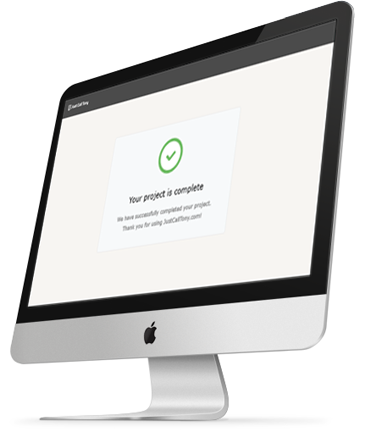 JustCallTony
Your project is complete
We have successfully completed your project.
Thank you for using JustCallTony.com!